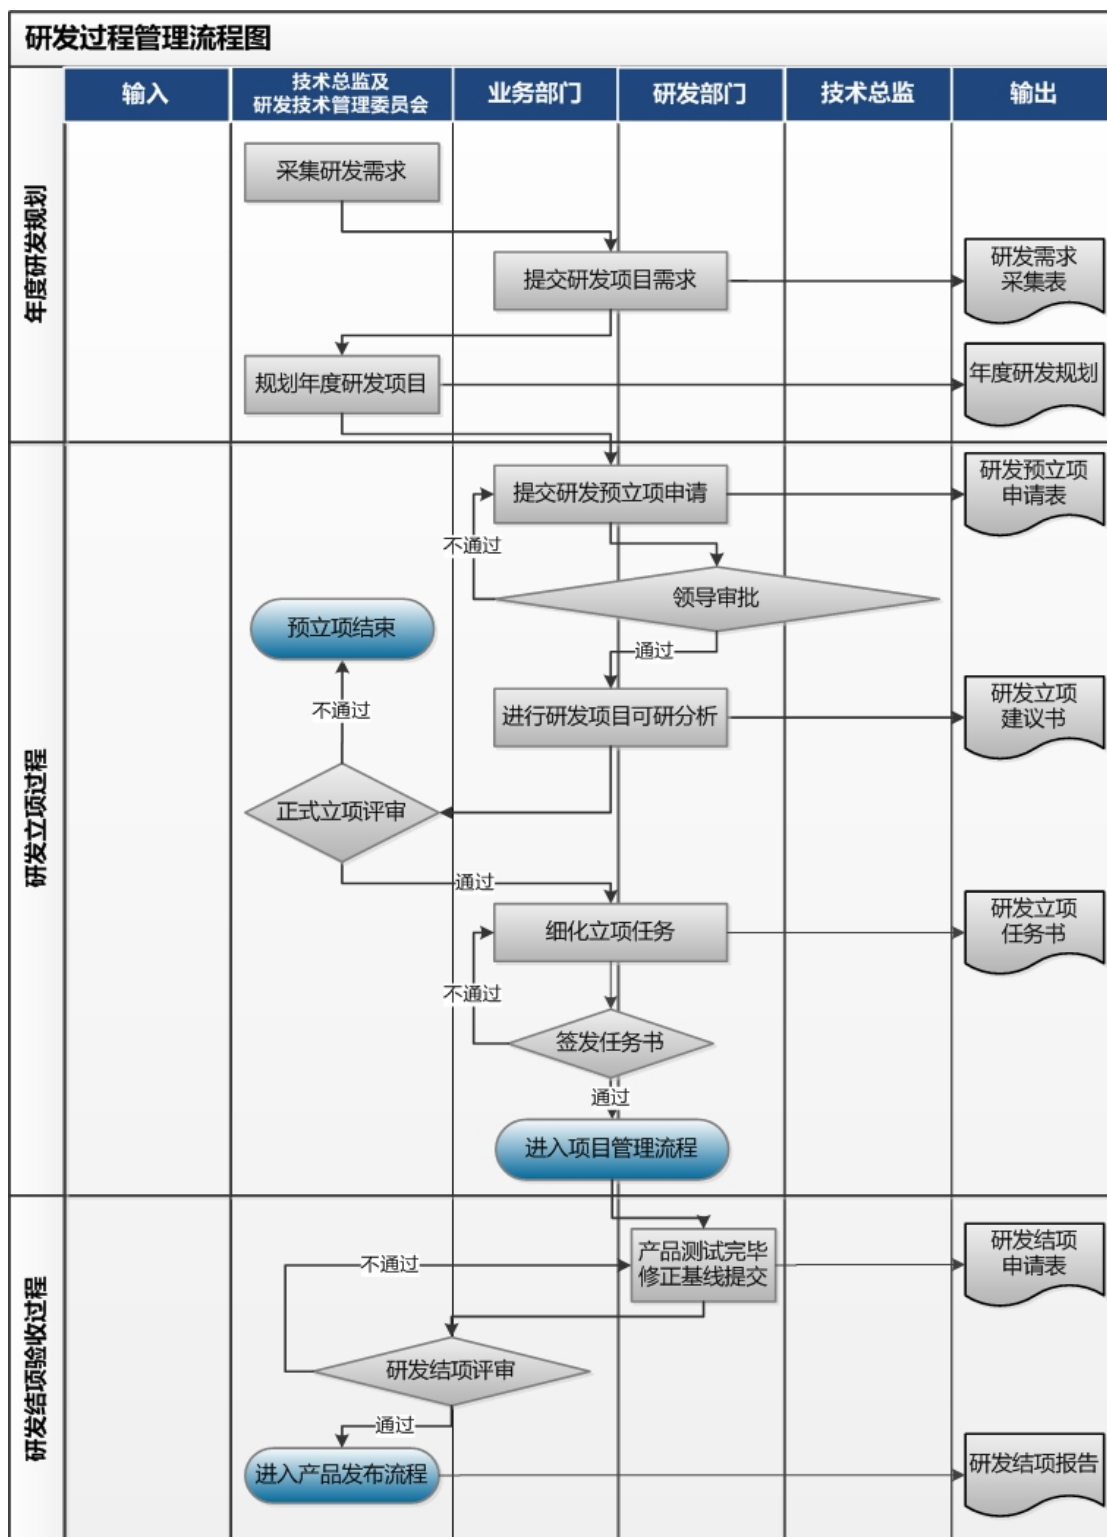 研发过程管理流程图
输入
技术总监及
研发技术管理委员会
业务部门
研发部门
技术总监
输出
年度研发规划
采集研发需求
提交研发项目需求
研发需求
采集表
规划年度研发项目
年度研发规划
研发立项过程
提交研发预立项申请
研发预立项
申请表
不通过
领导审批
预立项结束
通过
不通过
进行研发项目可研分析
研发立项
建议书
正式立项评审
通过
细化立项任务
研发立项
任务书
不通过
签发任务书
通过
进入项目管理流程
研发结项验收过程
不通过
产品测试完毕
修正基线提交
研发结项
申请表
研发结项评审
通过
进入产品发布流程
研发结项报告